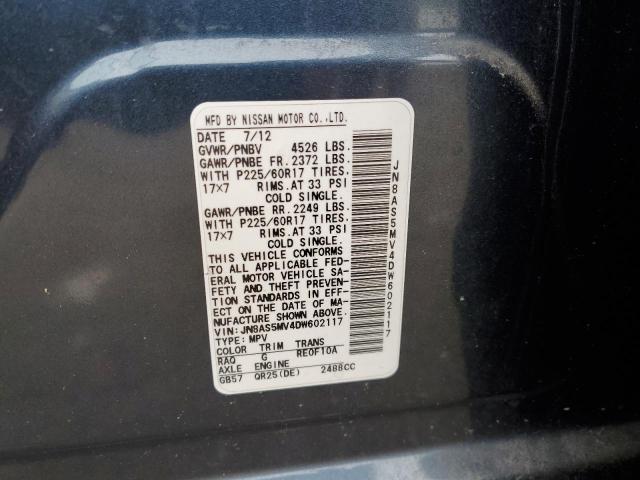 MFD BY NISSAN MOTOR CO.,LTD.
DATE 7/12
GVWR/PNBV 4526 LBS.
GAWR/PNBE FR. 2372 LBS.
WITH P225/60R17 TIRES.
17×7 RIMS. AT 33 PSI
COLD SINGLE.
GAWR/PNBE RR. 2249 LBS.
WITH P225/60R17 TIRES.
17×7 RIMS. AT 33 PSI
COLD SINGLE.
THIS VEHICLE CONFORMS
TO ALL APPLICABLE FED-
ERAL MOTOR VEHICLE SA-
FETY AND THEFT PREVEN-
TION STANDARDS IN EFF-
ECT ON THE DATE OF MA-
NUFACTURE SHOWN ABOVE.
VIN: JN8AS5MV4DW602117
TYPE: MPV
COLOR TRIM TRANS
RAQ G RE0F10A
AXLE ENGINE
GB57 QR25(DE) 2488CC
JN8AS5MV4DW602117